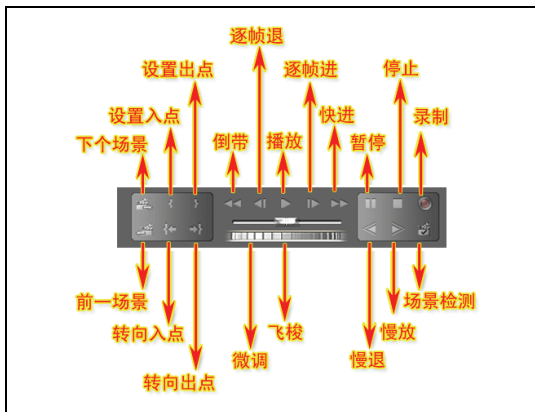 逐帧退
设置出点
逐帧进
停止
设置入点
快进
录制
下个场景
倒带
播放
暂停
前一场景
转向入点
转向出点
微调
飞梭
慢退
慢放
场景检测